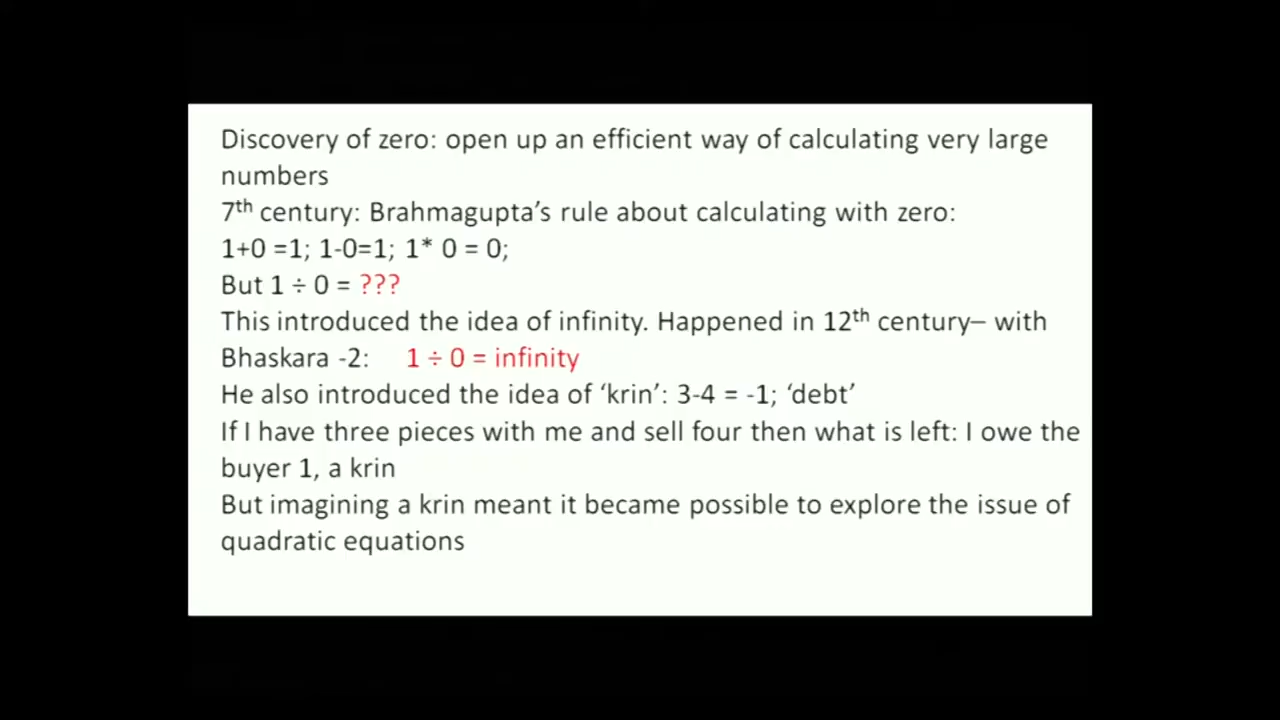 Discovery of zero: open up an efficient way of calculating very large
numbers
7th century: Brahmagupta’s rule about calculating with zero:
1+0 =1; 1-0=1; 1* 0 = 0;
But 1 ÷ 0 = ???
This introduced the idea of infinity. Happened in 12th century– with
Bhaskara -2: 1 ÷ 0 = infinity
He also introduced the idea of ‘krin’: 3-4 = -1; ‘debt’
If I have three pieces with me and sell four then what is left: I owe the
buyer 1, a krin
But imagining a krin meant it became possible to explore the issue of
quadratic equations